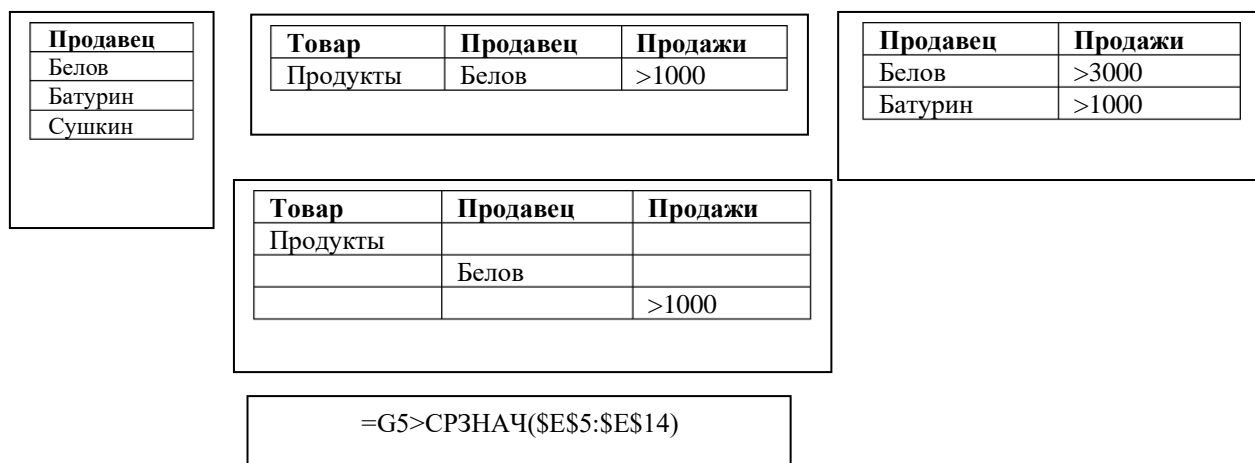 Продавец
Белов
Батурин
Сушкин
Товар Продавец Продажи
Продукты Белов >1000
Продавец Продажи
Белов >3000
Батурин >1000
Товар Продавец Продажи
Продукты
Белов
>1000
=G5>СРЗНАЧ($E$5:$E$14)